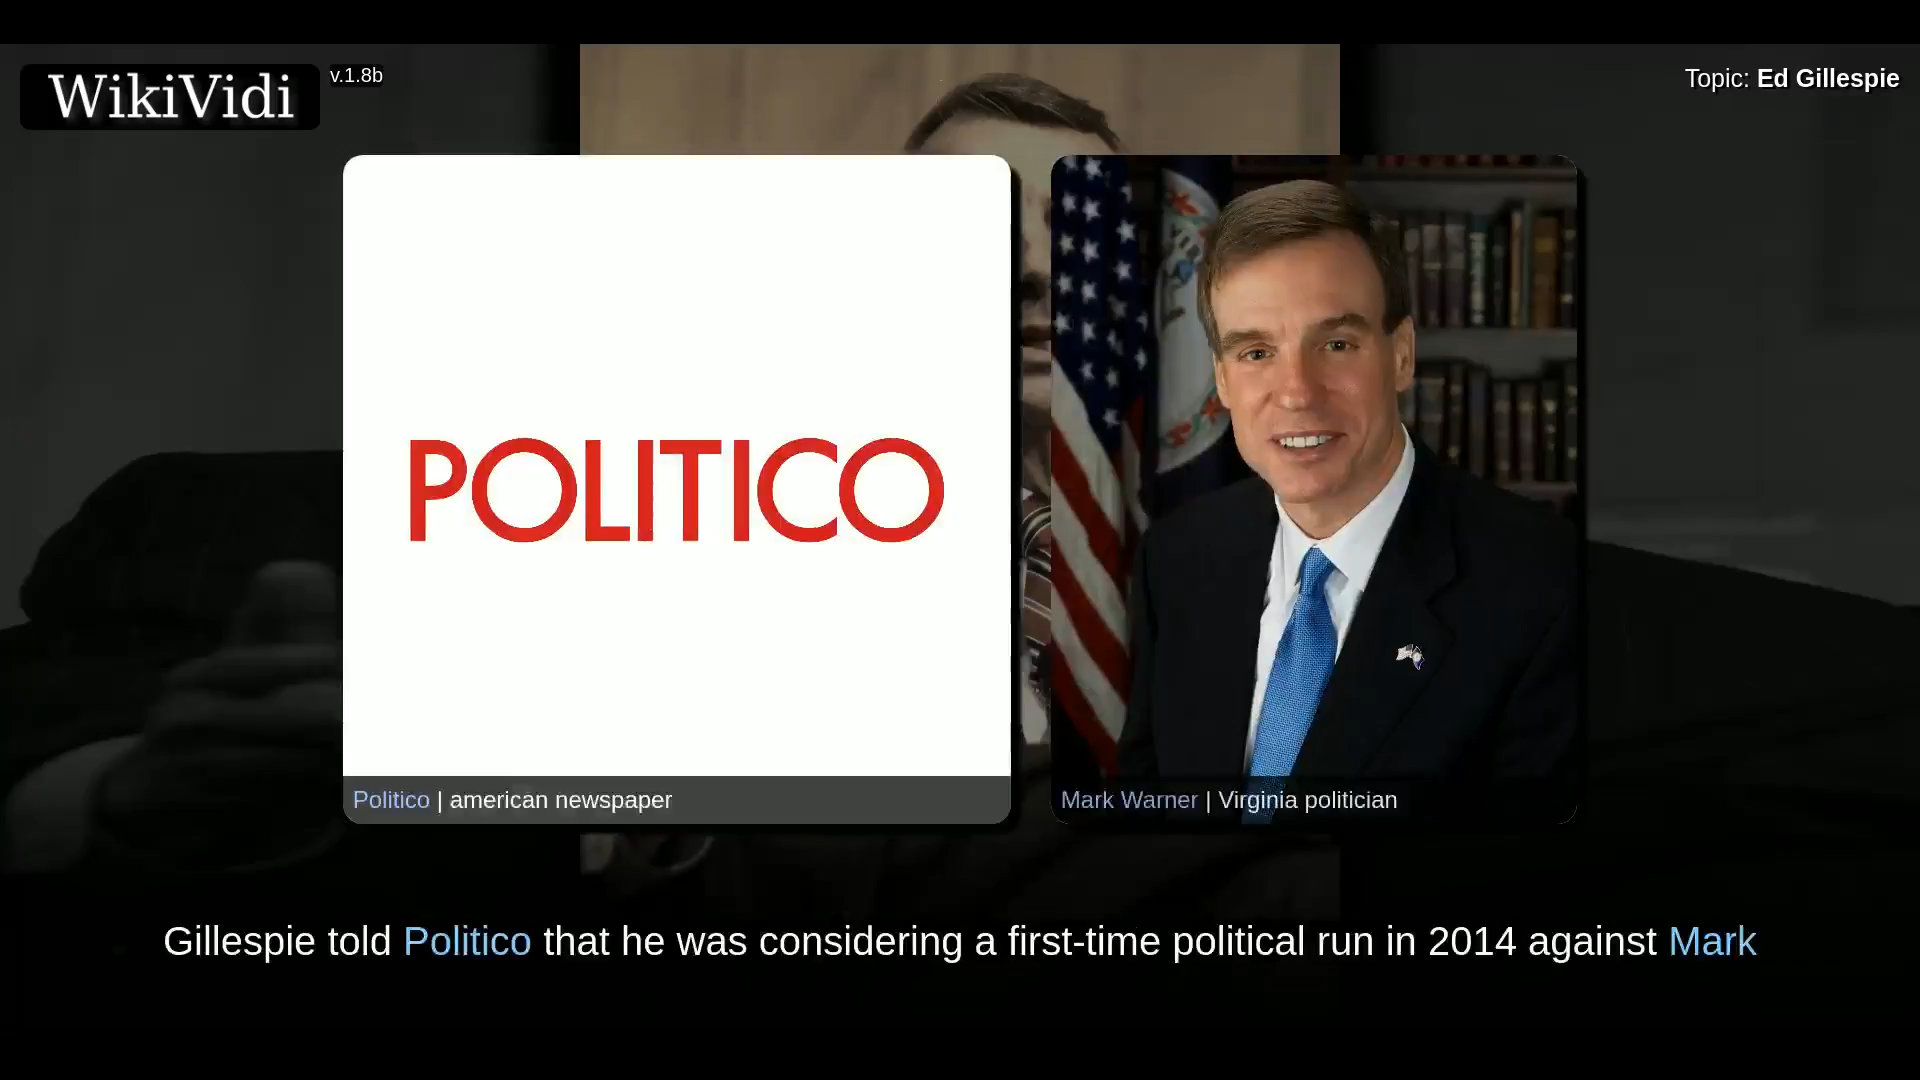 WikiVidi
v.1.8b
Topic: Ed Gillespie
POLITICO
Politico | american newspaper
Mark Warner | Virginia politician
Gillespie told Politico that he was considering a first-time political run in 2014 against Mark